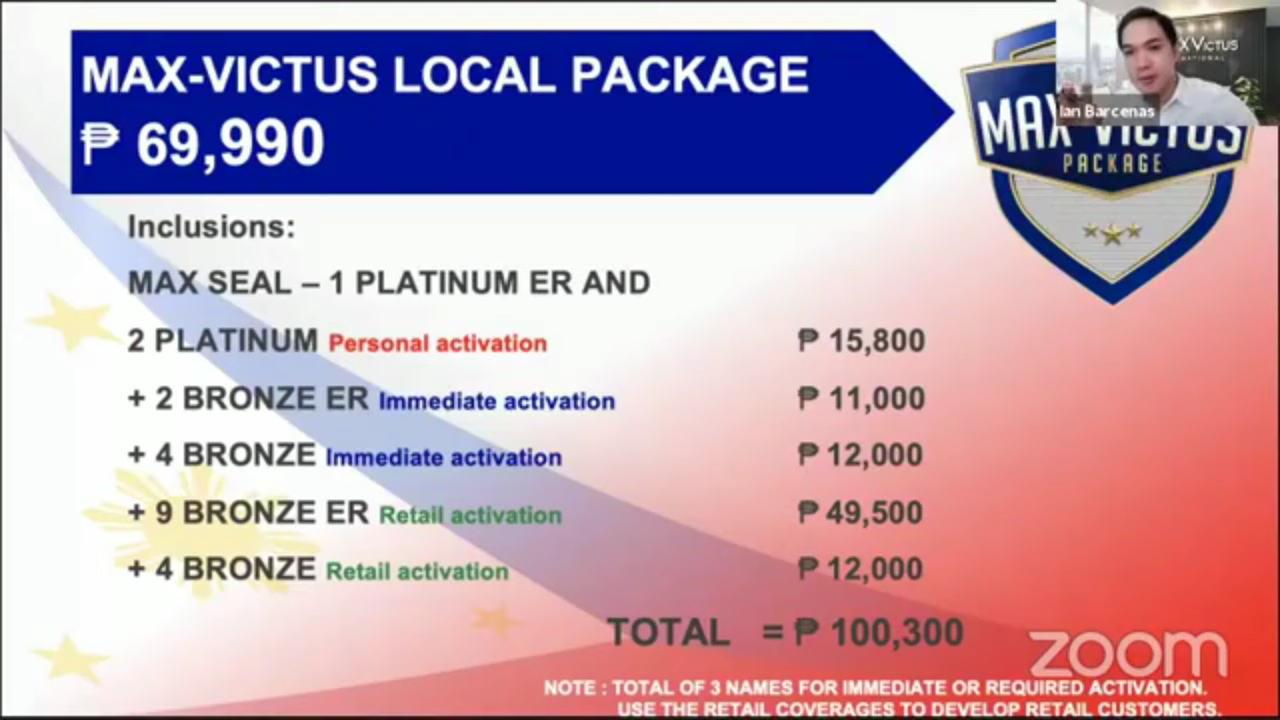 MAX-VICTUS LOCAL PACKAGE
₱ 69,990
XVICTUS
Ian Barcenas
MAX VICTUS
PACKAGE
Inclusions:
MAX SEAL – 1 PLATINUM ER AND
2 PLATINUM Personal activation ₱ 15,800
+ 2 BRONZE ER Immediate activation ₱ 11,000
+ 4 BRONZE Immediate activation ₱ 12,000
+ 9 BRONZE ER Retail activation ₱ 49,500
+ 4 BRONZE Retail activation ₱ 12,000
TOTAL = ₱ 100,300
zoom
NOTE : TOTAL OF 3 NAMES FOR IMMEDIATE OR REQUIRED ACTIVATION.
USE THE RETAIL COVERAGES TO DEVELOP RETAIL CUSTOMERS.